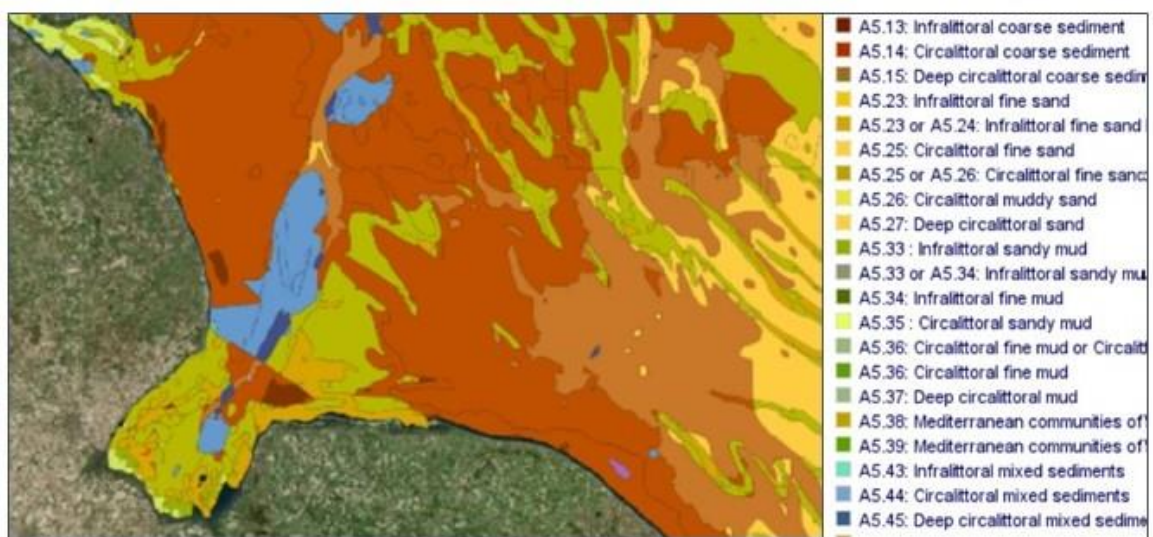 A5.13: Infralittoral coarse sediment
A5.14: Circalittoral coarse sediment
A5.15: Deep circalittoral coarse
A5.23: Infralittoral fine sand
A5.23 or A5.24: Infralittoral fine sand
A5.25: Circalittoral fine sand
A5.25 or A5.26: Circalittoral fine
A5.26: Circalittoral muddy sand
A5.27: Deep circalittoral sand
A5.33 : Infralittoral sandy mud
A5.33 or A5.34: Infralittoral sandy
A5.34: Infralittoral fine mud
A5.35 : Circalittoral sandy mud
A5.36: Circalittoral fine mud or
A5.36: Circalittoral fine mud
A5.37: Deep circalittoral mud
A5.38: Mediterranean communities of
A5.39: Mediterranean communities of
A5.43: Infralittoral mixed sediments
A5.44: Circalittoral mixed sediments
A5.45: Deep circalittoral mixed